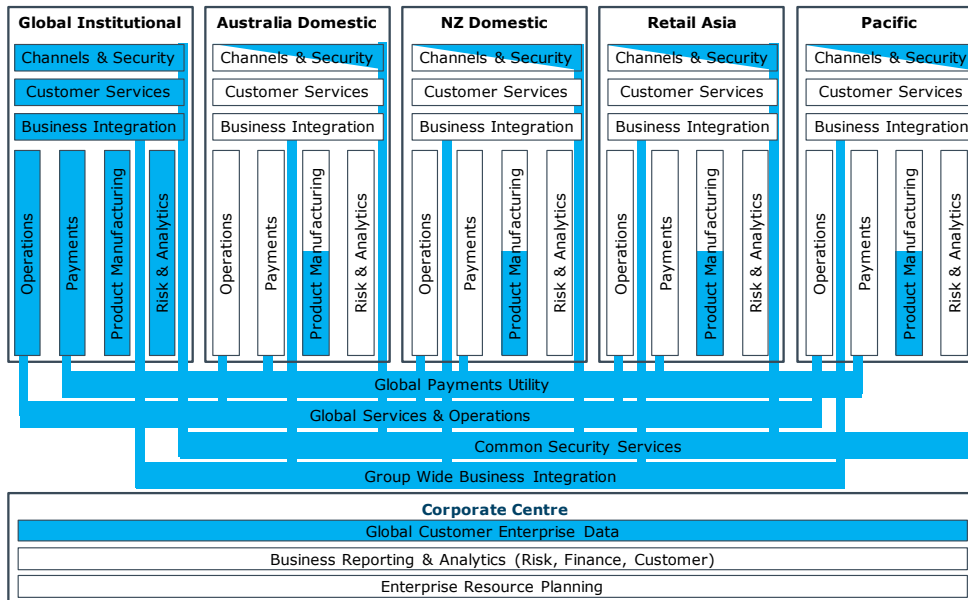 Global Institutional
Channels & Security
Customer Services
Business Integration
Operations
Payments
Product Manufacturing
Risk & Analytics
Australia Domestic
Channels & Security
Customer Services
Business Integration
Operations
Payments
Product Manufacturing
Risk & Analytics
NZ Domestic
Channels & Security
Customer Services
Business Integration
Operations
Payments
Product Manufacturing
Risk & Analytics
Retail Asia
Channels & Security
Customer Services
Business Integration
Operations
Payments
Product Manufacturing
Risk & Analytics
Pacific
Channels & Security
Customer Services
Business Integration
Operations
Payments
Product Manufacturing
Risk & Analytics
Global Payments Utility
Global Services & Operations
Common Security Services
Group Wide Business Integration
Corporate Centre
Global Customer Enterprise Data
Business Reporting & Analytics (Risk, Finance, Customer)
Enterprise Resource Planning